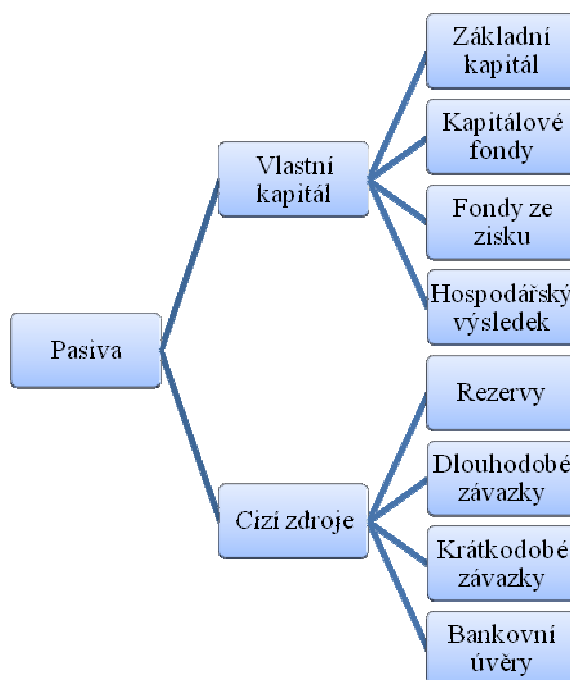 Základní
kapitál
Kapitálové
fondy
Vlastní
kapitál
Fondy ze
zisku
Hospodářský
výsledek
Pasiva
Rezervy
Dlouhodobé
závazky
Cizí zdroje
Krátkodobé
závazky
Bankovní
úvěry